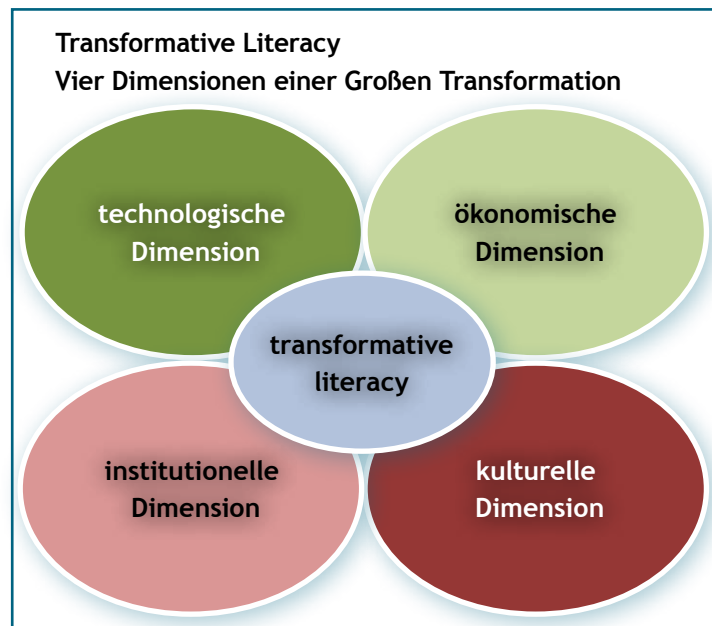 Transformative Literacy
Vier Dimensionen einer Großen Transformation
technologische
Dimension
ökonomische
Dimension
transformative
literacy
institutionelle
Dimension
kulturelle
Dimension